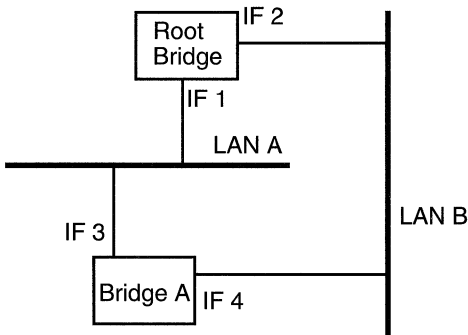 IF 2
Root
Bridge
IF 1
LAN A
LAN B
IF 3
Bridge A
IF 4